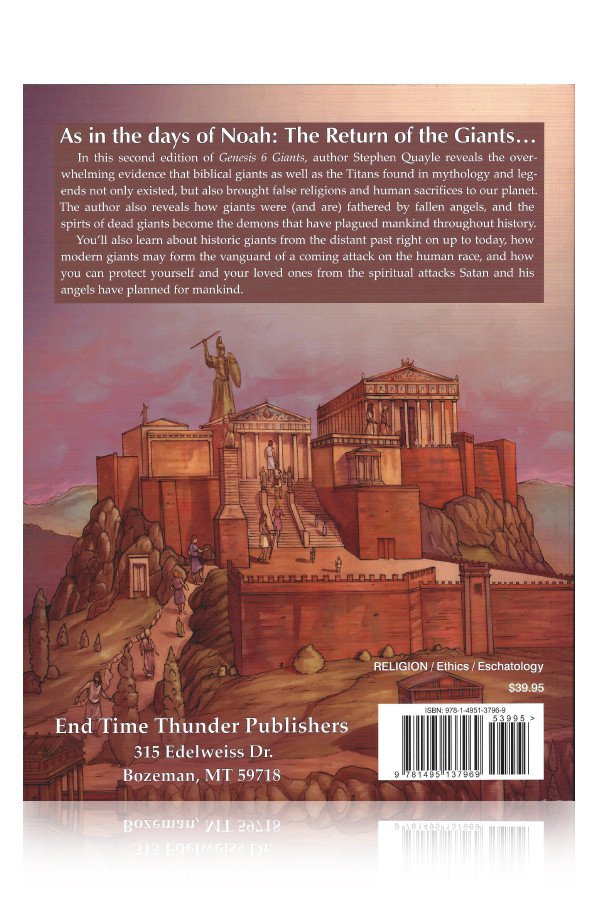 As in the days of Noah: The Return of the Giants…
In this second edition of Genesis 6 Giants, author Stephen Quayle reveals the over-
whelming evidence that biblical giants as well as the Titans found in mythology and leg-
ends not only existed, but also brought false religions and human sacrifices to our planet.
The author also reveals how giants were (and are) fathered by fallen angels, and the
spirts of dead giants become the demons that have plagued mankind throughout history.
You'll also learn about historic giants from the distant past right on up to today, how
modern giants may form the vanguard of a coming attack on the human race, and how
you can protect yourself and your loved ones from the spiritual attacks Satan and his
angels have planned for mankind.
RELIGION / Ethics / Eschatology
$39.95
End Time Thunder Publishers
315 Edelweiss Dr.
Bozeman, MT 59718
ISBN: 978-1-4951-3796-9
53995>
9 781495 137969
Bozeman, MT 59718
315 Edelweiss Dr.